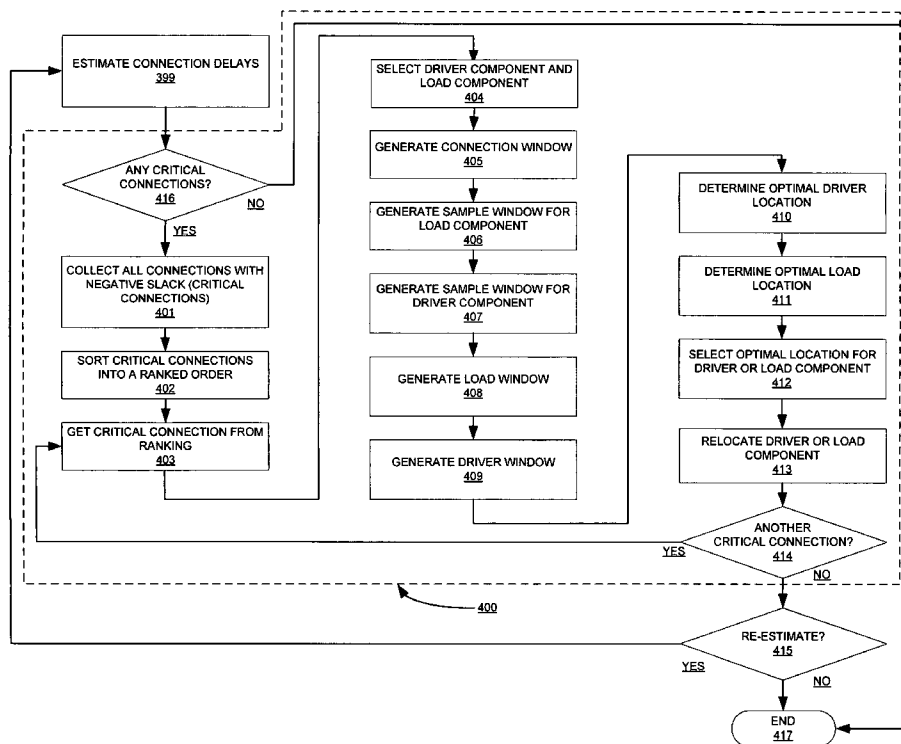 ESTIMATE CONNECTION DELAYS
399
ANY CRITICAL
CONNECTIONS?
416
NO
YES
COLLECT ALL CONNECTIONS WITH
NEGATIVE SLACK (CRITICAL
CONNECTIONS)
401
SORT CRITICAL CONNECTIONS
INTO A RANKED ORDER
402
GET CRITICAL CONNECTION FROM
RANKING
403
SELECT DRIVER COMPONENT AND
LOAD COMPONENT
404
GENERATE CONNECTION WINDOW
405
GENERATE SAMPLE WINDOW FOR
LOAD COMPONENT
406
GENERATE SAMPLE WINDOW FOR
DRIVER COMPONENT
407
GENERATE LOAD WINDOW
408
GENERATE DRIVER WINDOW
409
DETERMINE OPTIMAL DRIVER
LOCATION
410
DETERMINE OPTIMAL LOAD
LOCATION
411
SELECT OPTIMAL LOCATION FOR
DRIVER OR LOAD COMPONENT
412
RELOCATE DRIVER OR LOAD
COMPONENT
413
ANOTHER
CRITICAL CONNECTION?
414
YES
NO
400
RE-ESTIMATE?
415
YES
NO
END
417